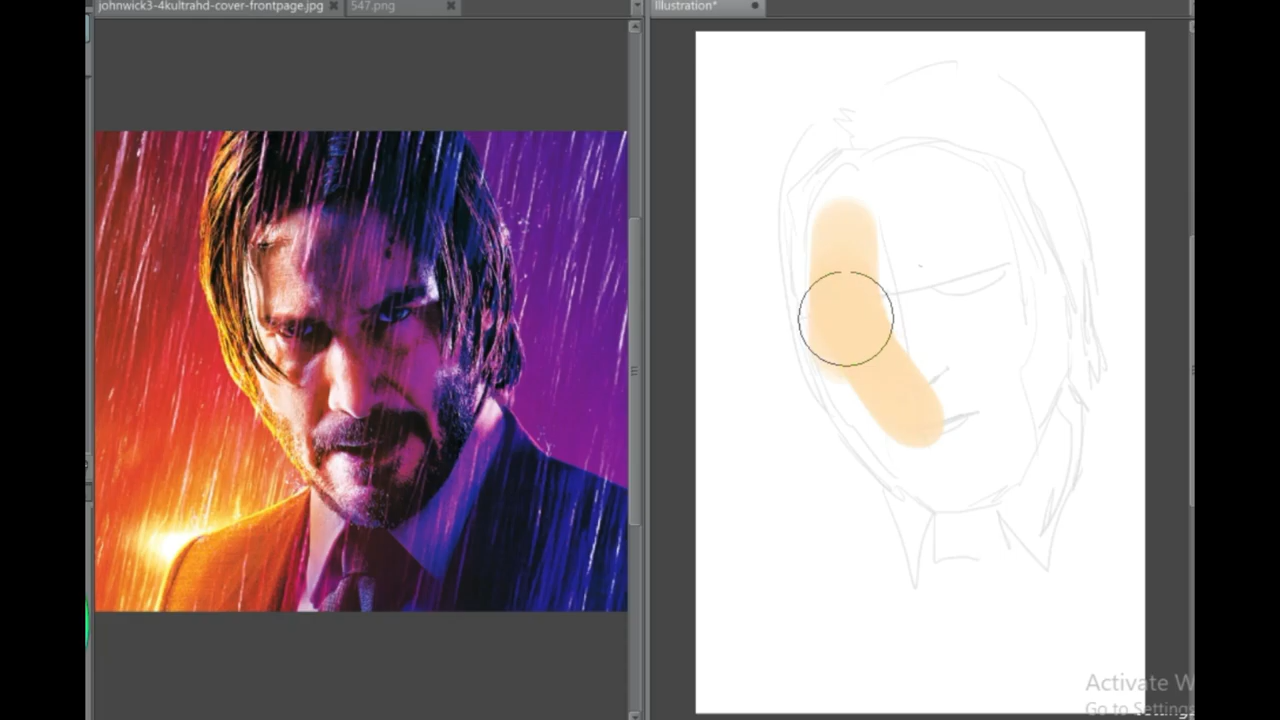 johnwick3-4kultrahd-cover-frontpage.jpg
547.png
Illustration*
Activate W
Go to Settings